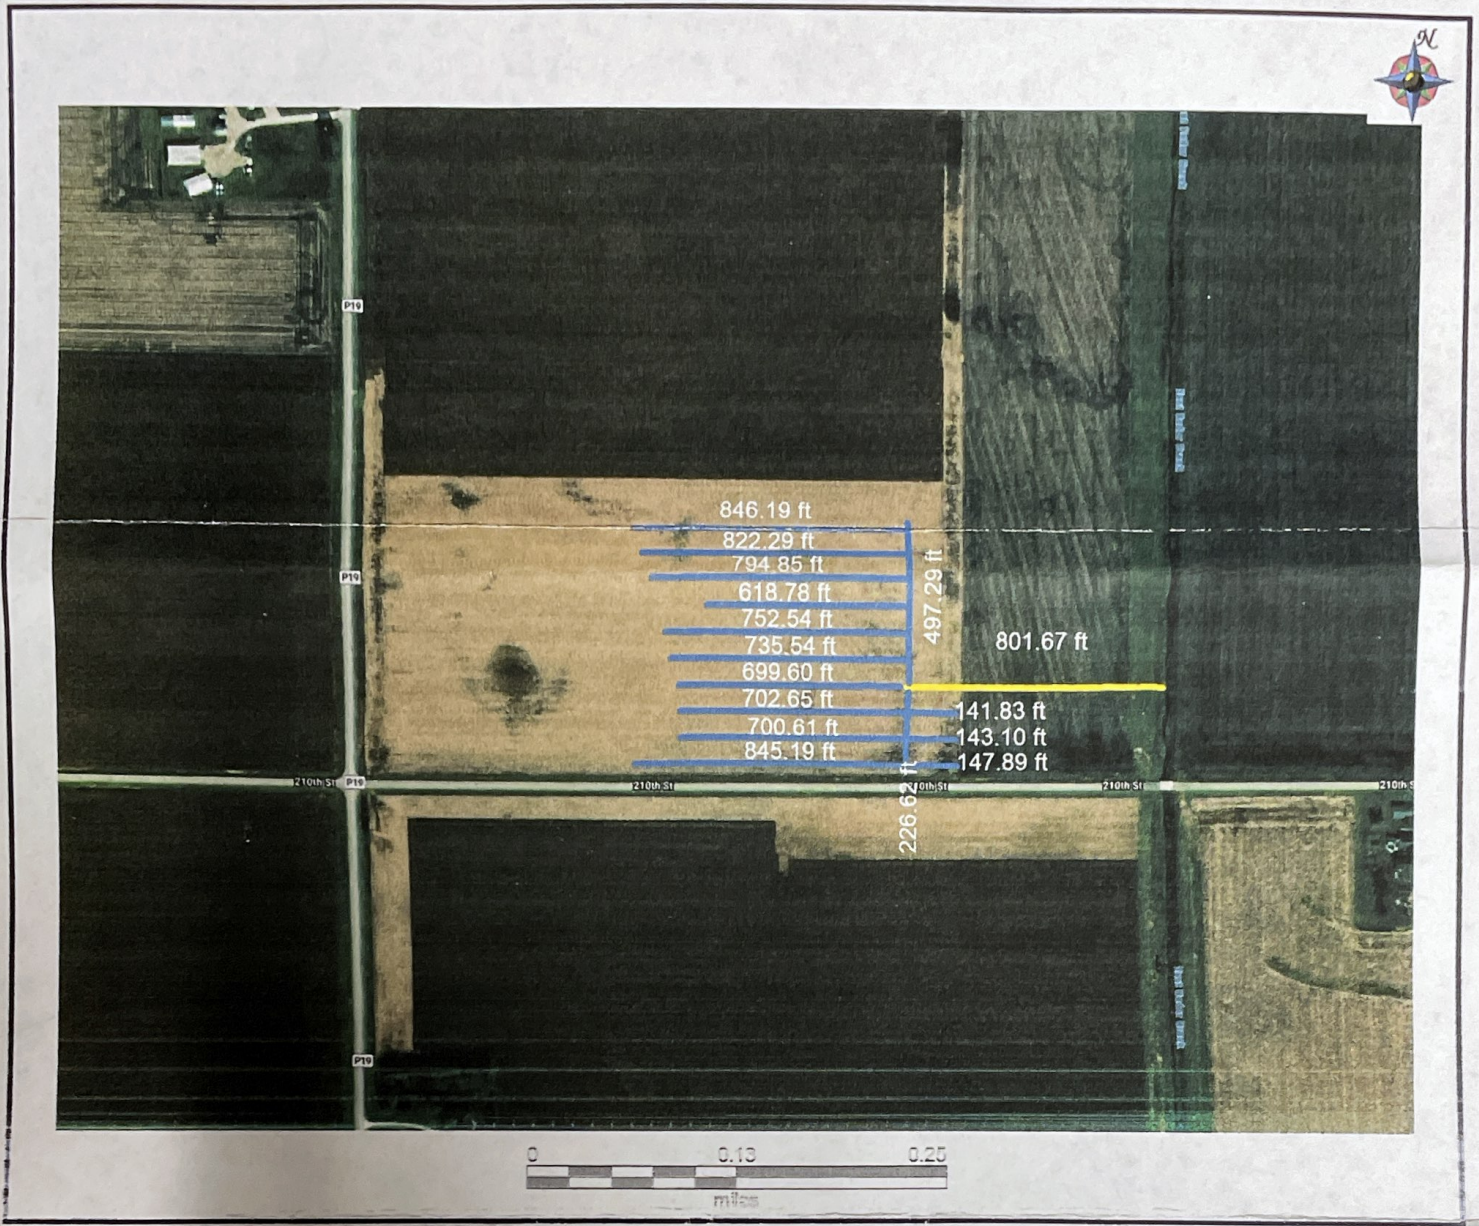 N
P19
846.19 ft
822.29 ft
794.85 ft
P19
618.78 ft
497.29 ft
752.54 ft
735.54 ft
801.67 ft
699.60 ft
702.65 ft
141.83 ft
700.61 ft
143.10 ft
845.19 ft
147.89 ft
210th St
P19
210th St
0th St
210th St
210th S
226.62 ft
P19
0 0.13 0.25
miles